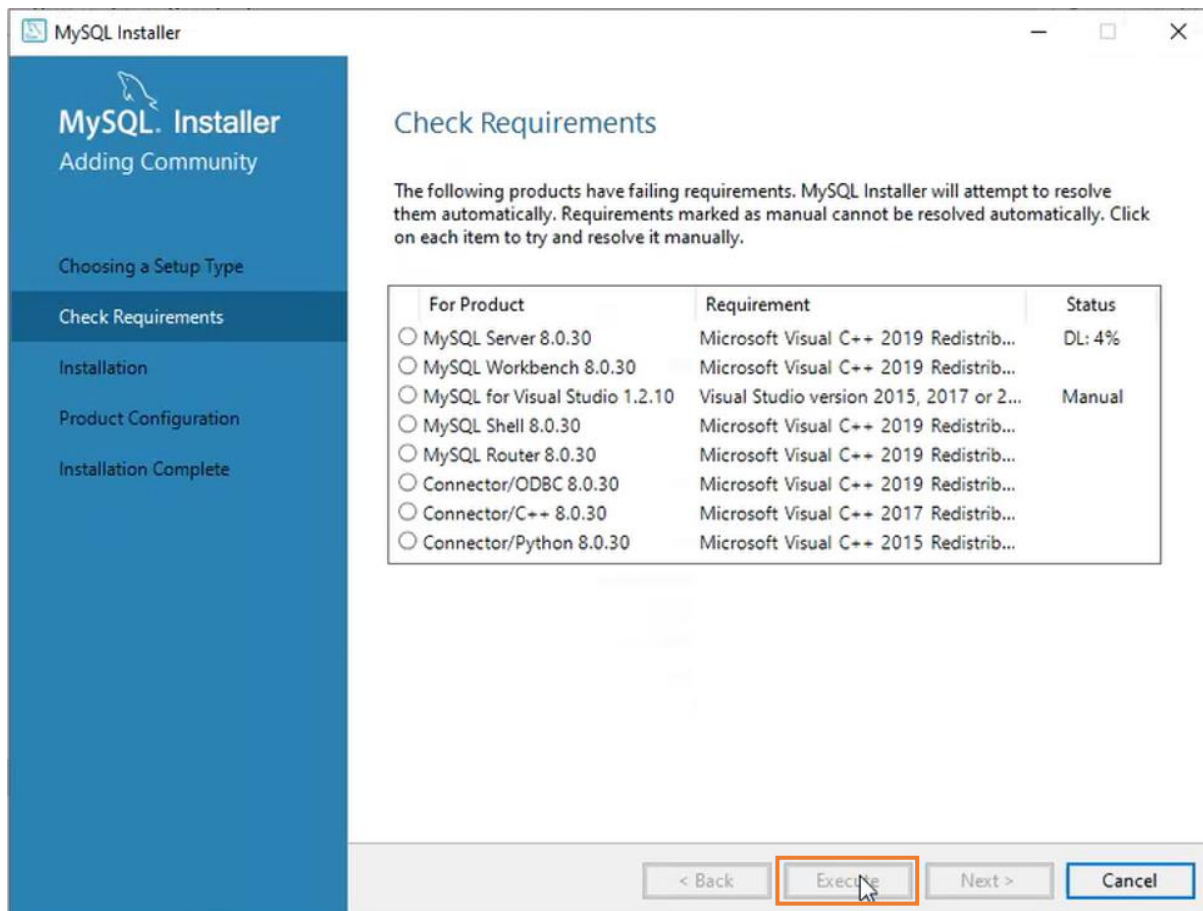 MySQL Installer
MySQL. Installer
Adding Community
Choosing a Setup Type
Check Requirements
Installation
Product Configuration
Installation Complete
Check Requirements
The following products have failing requirements. MySQL Installer will attempt to resolve
them automatically. Requirements marked as manual cannot be resolved automatically. Click
on each item to try and resolve it manually.
For Product Requirement Status
MySQL Server 8.0.30 Microsoft Visual C++ 2019 Redistrib... DL: 4%
MySQL Workbench 8.0.30 Microsoft Visual C++ 2019 Redistrib...
MySQL for Visual Studio 1.2.10 Visual Studio version 2015, 2017 or 2... Manual
MySQL Shell 8.0.30 Microsoft Visual C++ 2019 Redistrib...
MySQL Router 8.0.30 Microsoft Visual C++ 2019 Redistrib...
Connector/ODBC 8.0.30 Microsoft Visual C++ 2019 Redistrib...
Connector/C++ 8.0.30 Microsoft Visual C++ 2017 Redistrib...
Connector/Python 8.0.30 Microsoft Visual C++ 2015 Redistrib...
< Back Execute Next > Cancel